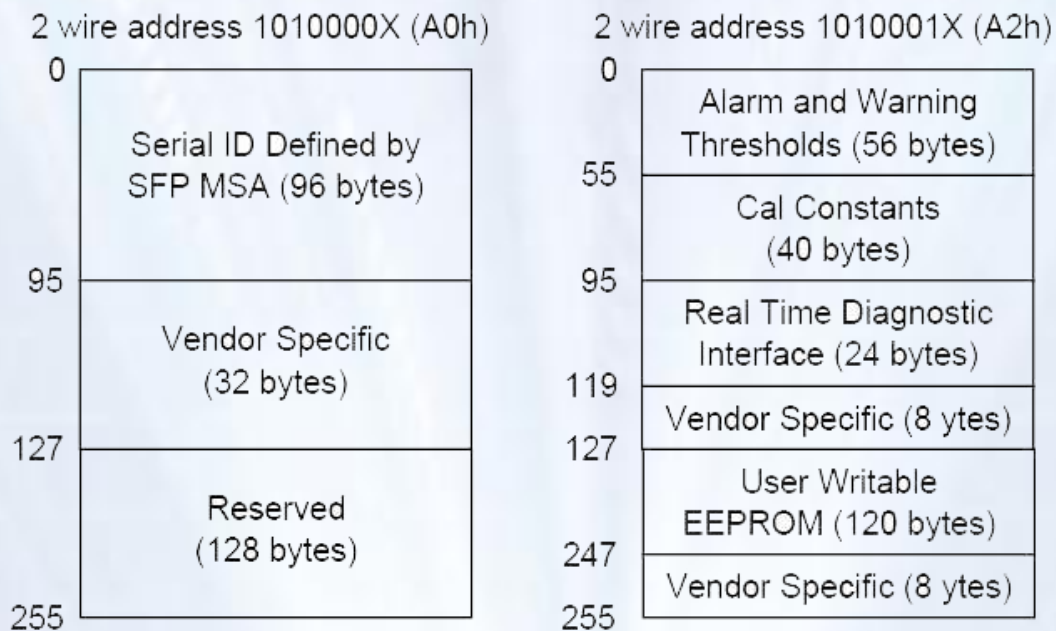 2 wire address 1010000X (A0h)
0
Serial ID Defined by
SFP MSA (96 bytes)
95
Vendor Specific
(32 bytes)
127
Reserved
(128 bytes)
255
2 wire address 1010001X (A2h)
0
Alarm and Warning
Thresholds (56 bytes)
55
Cal Constants
(40 bytes)
95
Real Time Diagnostic
Interface (24 bytes)
119
Vendor Specific (8 ytes)
127
User Writable
EEPROM (120 bytes)
247
Vendor Specific (8 ytes)
255